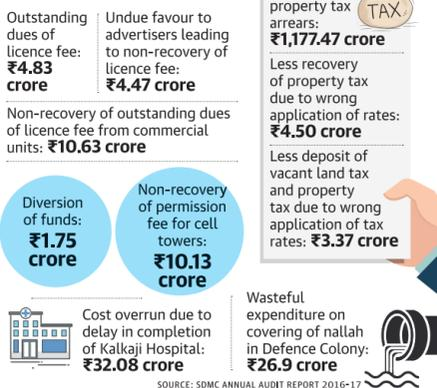 Outstanding
dues of
licence fee:
₹4.83
crore
Undue favour to
advertisers leading
to non-recovery of
licence fee:
₹4.47 crore
Non-recovery of outstanding dues
of licence fee from commercial
units: ₹10.63 crore
Diversion
of funds:
₹1.75
crore
Non-recovery
of permission
fee for cell
towers:
₹10.13
crore
property tax
arrears:
₹1,177.47 crore
TAX
Less recovery
of property tax
due to wrong
application of rates:
₹4.50 crore
Less deposit of
vacant land tax
and property
tax due to wrong
application of tax
rates: ₹3.37 crore
Cost overrun due to
delay in completion
of Kalkaji Hospital:
₹32.08 crore
Wasteful
expenditure on
covering of nallah
in Defence Colony:
₹26.9 crore
SOURCE: SDMC ANNUAL AUDIT REPORT 2016-17